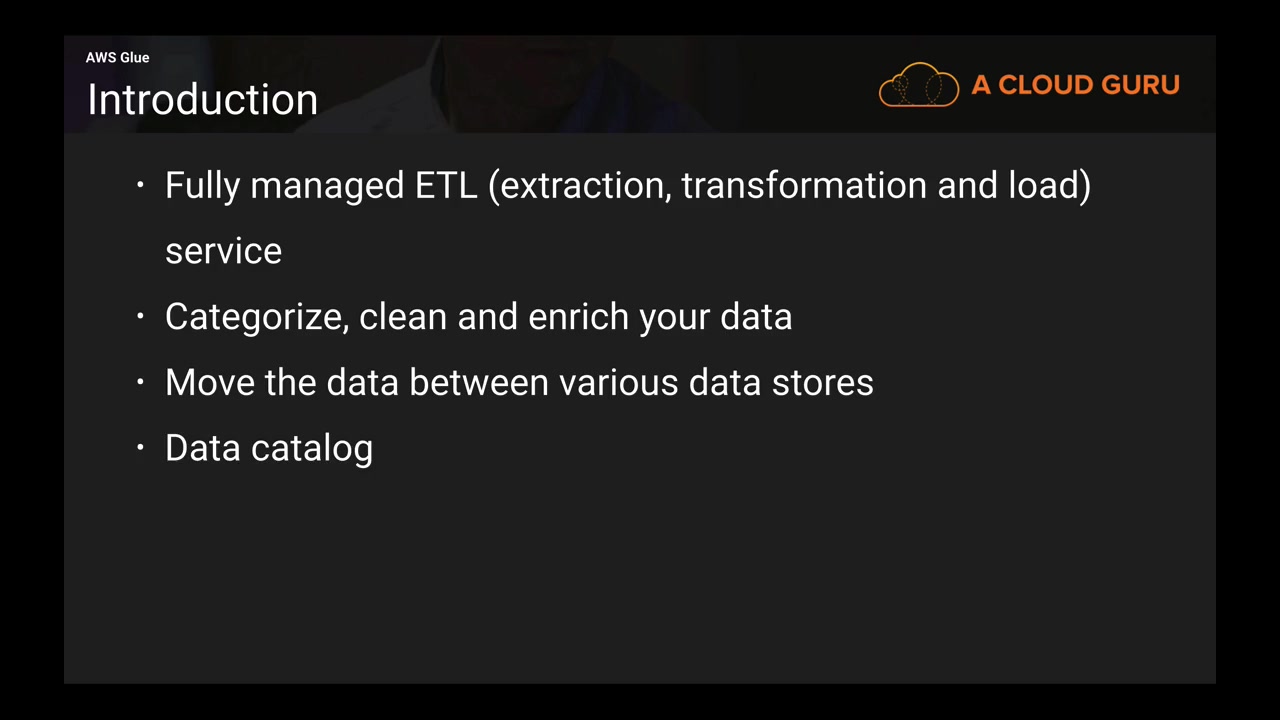 AWS Glue
Introduction
A CLOUD GURU
• Fully managed ETL (extraction, transformation and load)
service
• Categorize, clean and enrich your data
• Move the data between various data stores
• Data catalog